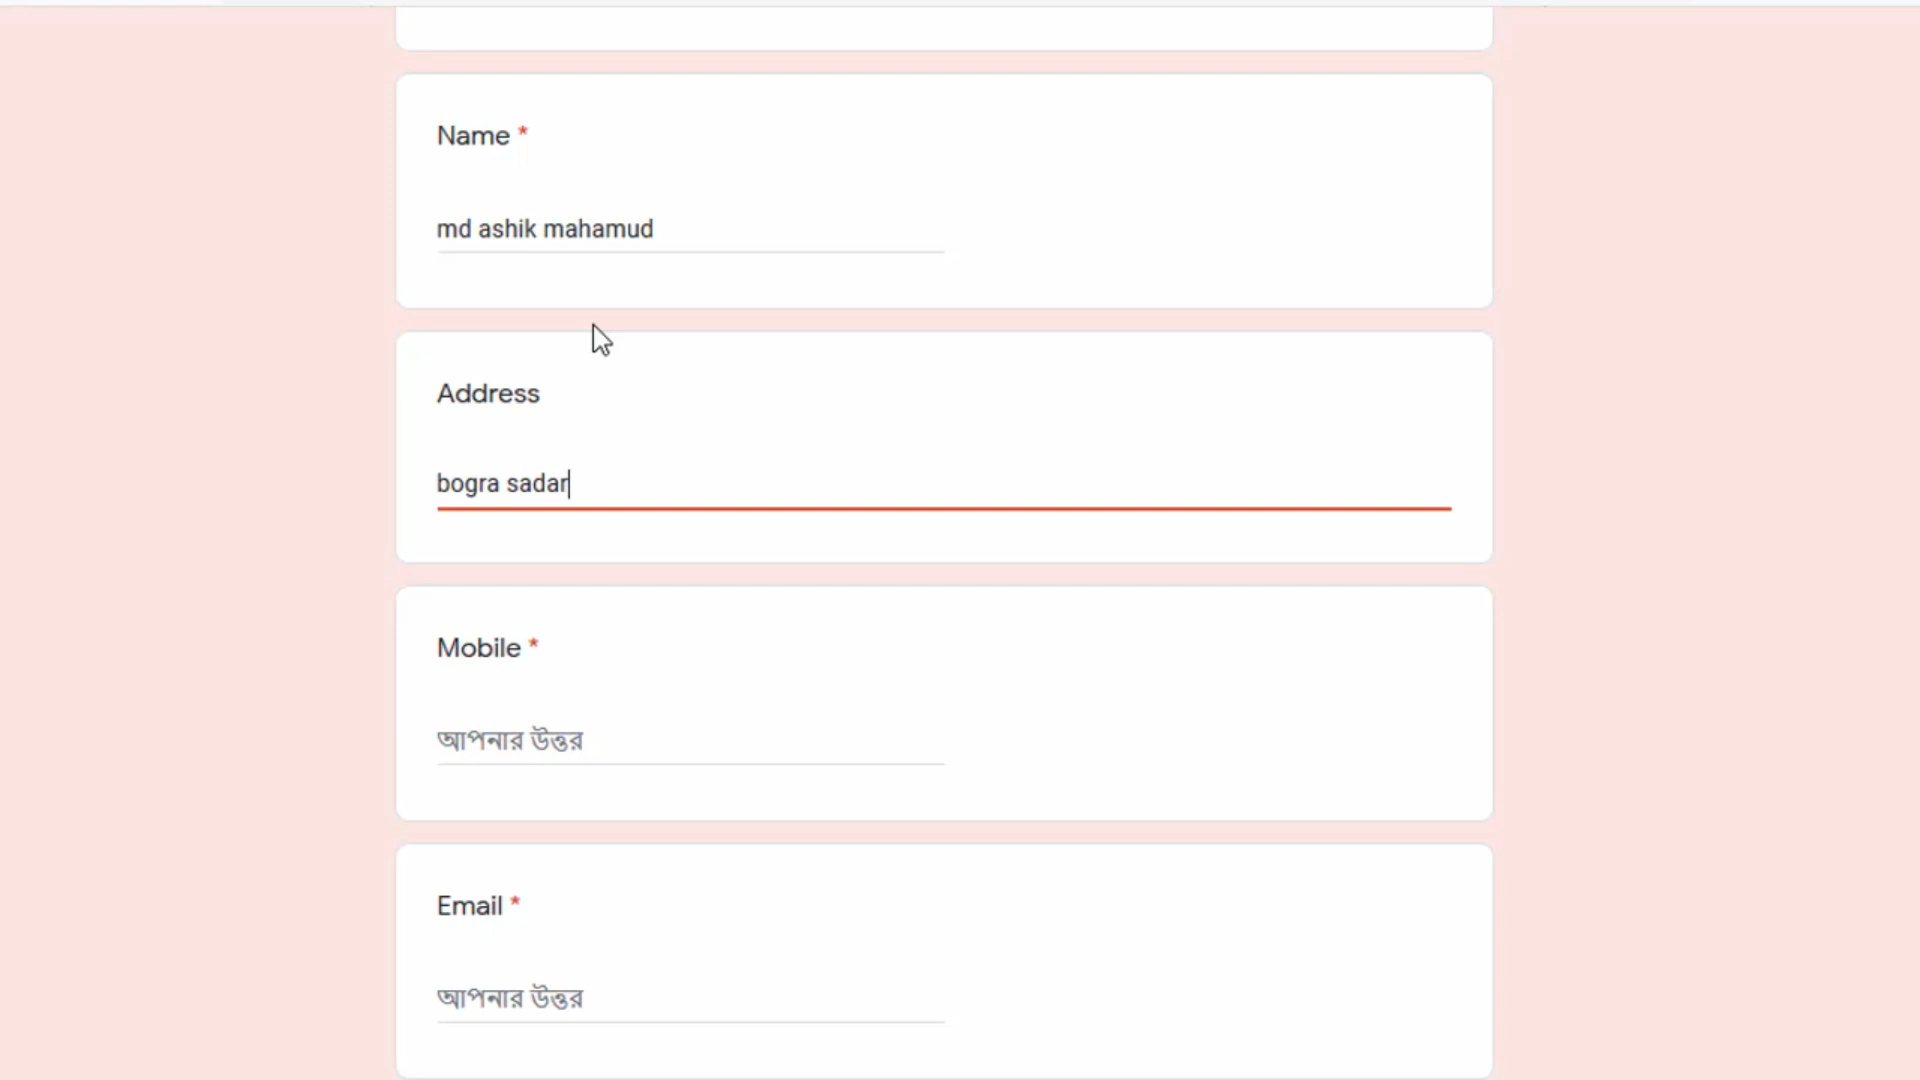 Name *
md ashik mahamud
Address
bogra sadar
Mobile *
আপনার উত্তর
Email *
আপনার উত্তর